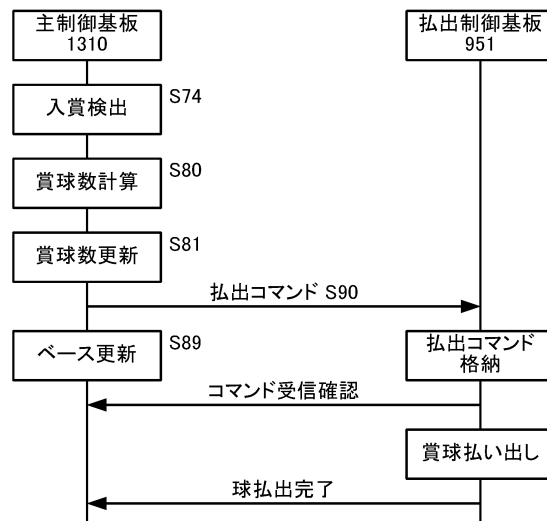 主制御基板
1310
払出制御基板
951
入賞検出
S74
賞球数計算
S80
賞球数更新
S81
払出コマンド S90
ベース更新
S89
払出コマンド
格納
コマンド受信確認
賞球払い出し
球払出完了